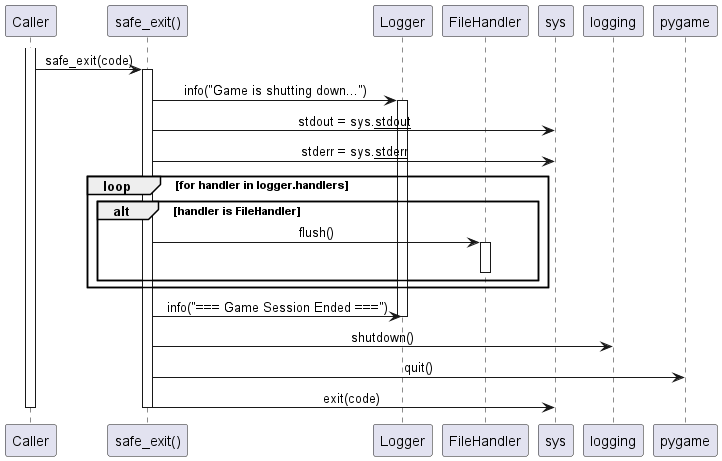 Caller safe_exit() Logger FileHandler sys logging pygame
safe_exit(code)
info("Game is shutting down...")
stdout = sys.stdout
stderr = sys.stderr
loop [for handler in logger.handlers]
alt [handler is FileHandler]
flush()
info("=== Game Session Ended ===")
shutdown()
quit()
exit(code)
Caller safe_exit() Logger FileHandler sys logging pygame